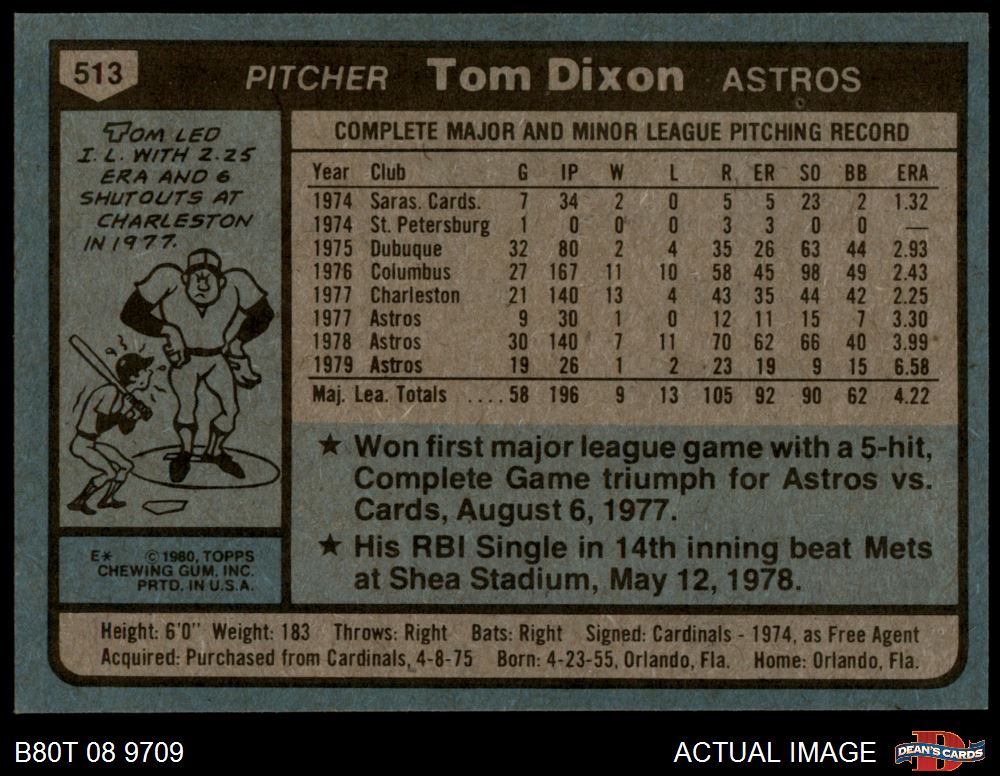 513 PITCHER Tom Dixon ASTROS
TOM LED
I.L. WITH 2.25
ERA AND 6
SHUTOUTS AT
CHARLESTON
IN 1977.
E* ©1980, TOPPS
CHEWING GUM, INC.
PRTD. IN U.S.A.
COMPLETE MAJOR AND MINOR LEAGUE PITCHING RECORD
Year Club G IP W L R ER SO BB ERA
1974 Saras. Cards. 7 34 2 0 5 5 23 2 1.32
1974 St. Petersburg 1 0 0 0 3 3 0 0 —
1975 Dubuque 32 80 2 4 35 26 63 44 2.93
1976 Columbus 27 167 11 10 58 45 98 49 2.43
1977 Charleston 21 140 13 4 43 35 44 42 2.25
1977 Astros 9 30 1 0 12 11 15 7 3.30
1978 Astros 30 140 7 11 70 62 66 40 3.99
1979 Astros 19 26 1 2 23 19 9 15 6.58
Maj. Lea. Totals ....58 196 9 13 105 92 90 62 4.22
★ Won first major league game with a 5-hit,
Complete Game triumph for Astros vs.
Cards, August 6, 1977.
★ His RBI Single in 14th inning beat Mets
at Shea Stadium, May 12, 1978.
Height: 6'0" Weight: 183 Throws: Right Bats: Right Signed: Cardinals - 1974, as Free Agent
Acquired: Purchased from Cardinals, 4-8-75 Born: 4-23-55, Orlando, Fla. Home: Orlando, Fla.
B80T 08 9709 ACTUAL IMAGE D DEAN'S CARDS